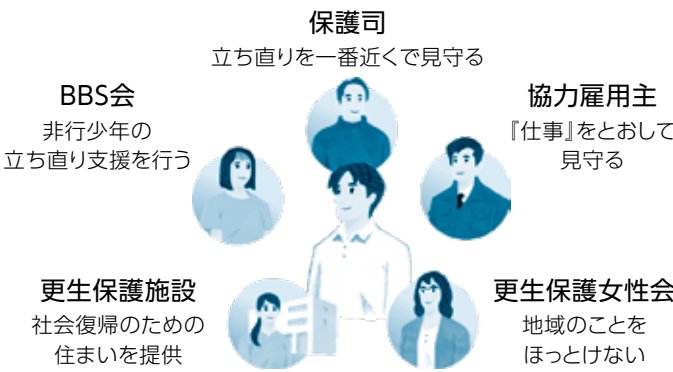 保護司
立ち直りを一番近くで見守る
BBS会
非行少年の
立ち直り支援を行う
協力雇用主
『仕事』をとおして
見守る
更生保護施設
社会復帰のための
住まいを提供
更生保護女性会
地域のことを
ほっとけない